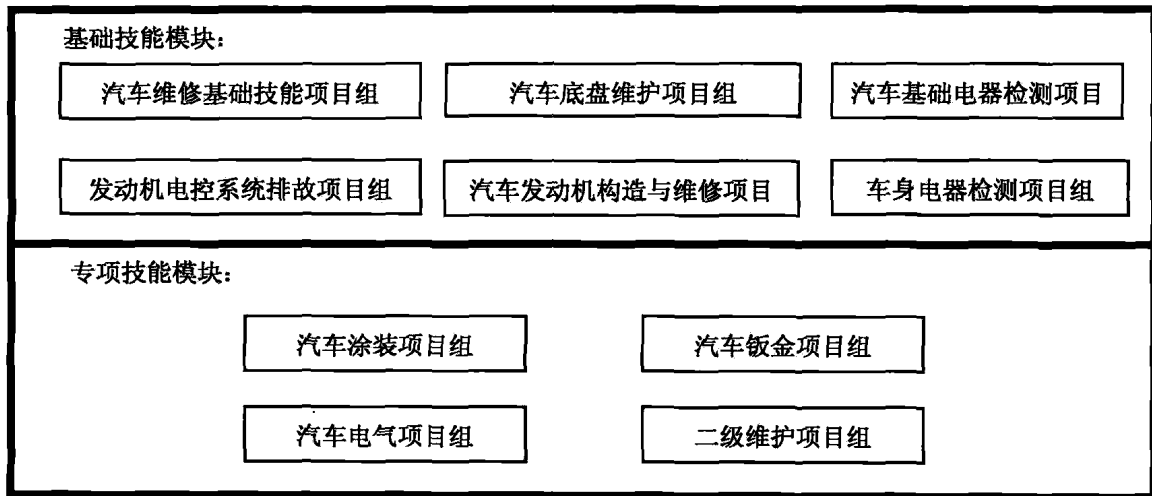 基础技能模块：
汽车维修基础技能项目组 汽车底盘维护项目组 汽车基础电器检测项目
发动机电控系统排故项目组 汽车发动机构造与维修项目 车身电器检测项目组
专项技能模块：
汽车涂装项目组 汽车钣金项目组
汽车电气项目组 二级维护项目组